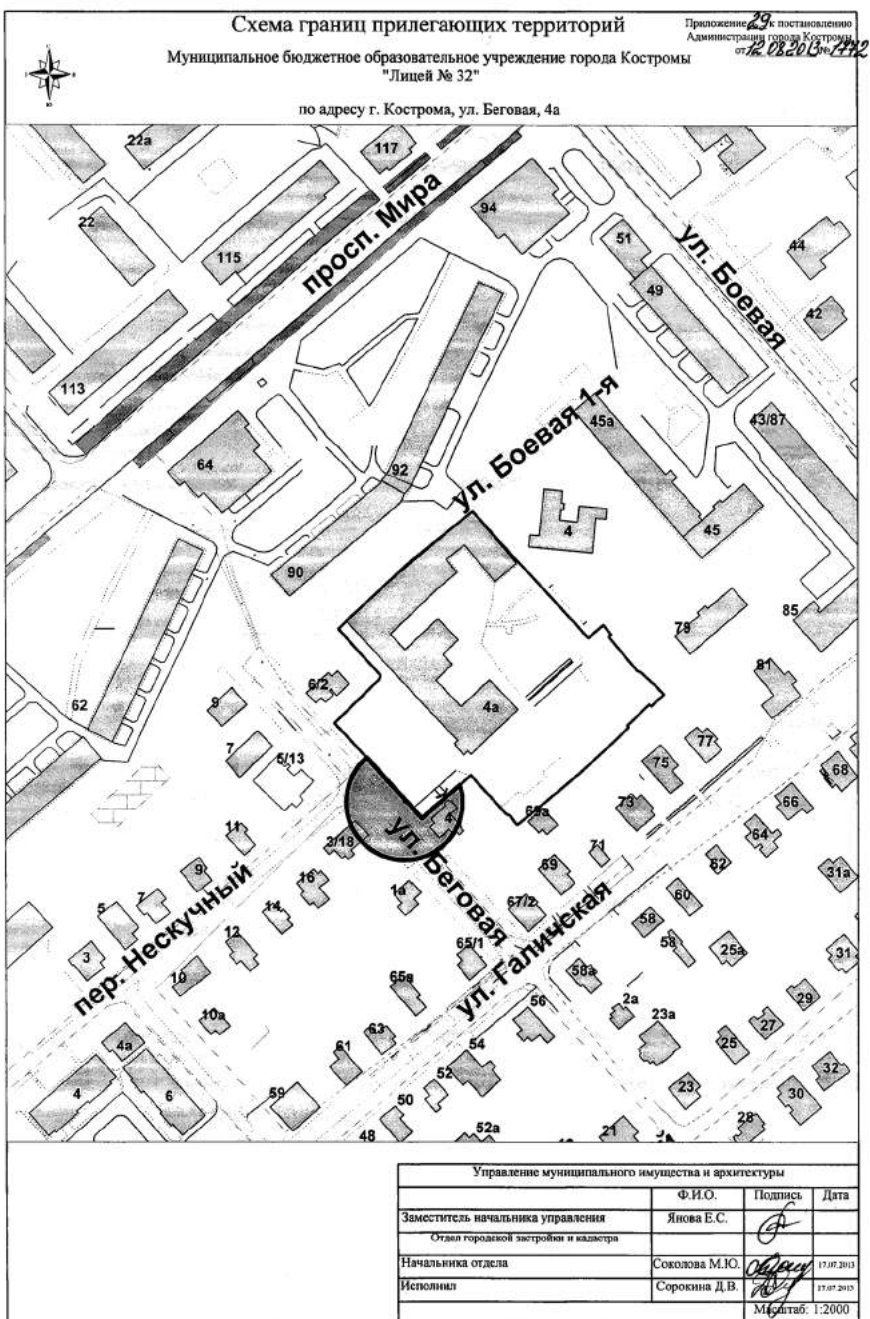 Схема границ прилегающих территорий
Приложение 29 к постановлению
Администрации города Костромы
от 12.08.2013 № 1772
Муниципальное бюджетное образовательное учреждение города Костромы
"Лицей № 32"
по адресу г. Кострома, ул. Беговая, 4а
22а
117
22
115
просп. Мира
94
51
ул. Боевая
44
49
42
113
64
92
ул. Боевая 1-я
45а
43/87
4
45
90
79
85
62
9
6/2
4а
81
7
5/13
77
75
68
11
3/18
4
ул. Беговая
69а
73
66
64
9
16
1а
69
71
62
31а
7
5
14
67/2
60
3
пер. Нескучный
12
65/1
ул. Галичская
58
58
25а
31
10
65в
58а
2а
29
10а
63
56
23а
27
4а
61
54
25
4
6
59
52
23
32
50
30
48
52а
21
28
Управление муниципального имущества и архитектуры
Ф.И.О. Подпись Дата
Заместитель начальника управления Янова Е.С.
Отдел городской застройки и кадастра
Начальника отдела Соколова М.Ю. 17.07.2013
Исполнил Сорокина Д.В. 17.07.2013
Масштаб: 1:2000